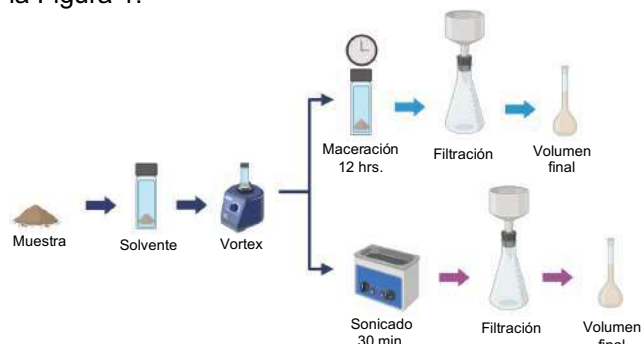 la Figura 1.
Maceración
12 hrs.
Filtración
Volumen
final
Muestra
Solvente
Vortex
Sonicado
30 min
Filtración
Volumen
final